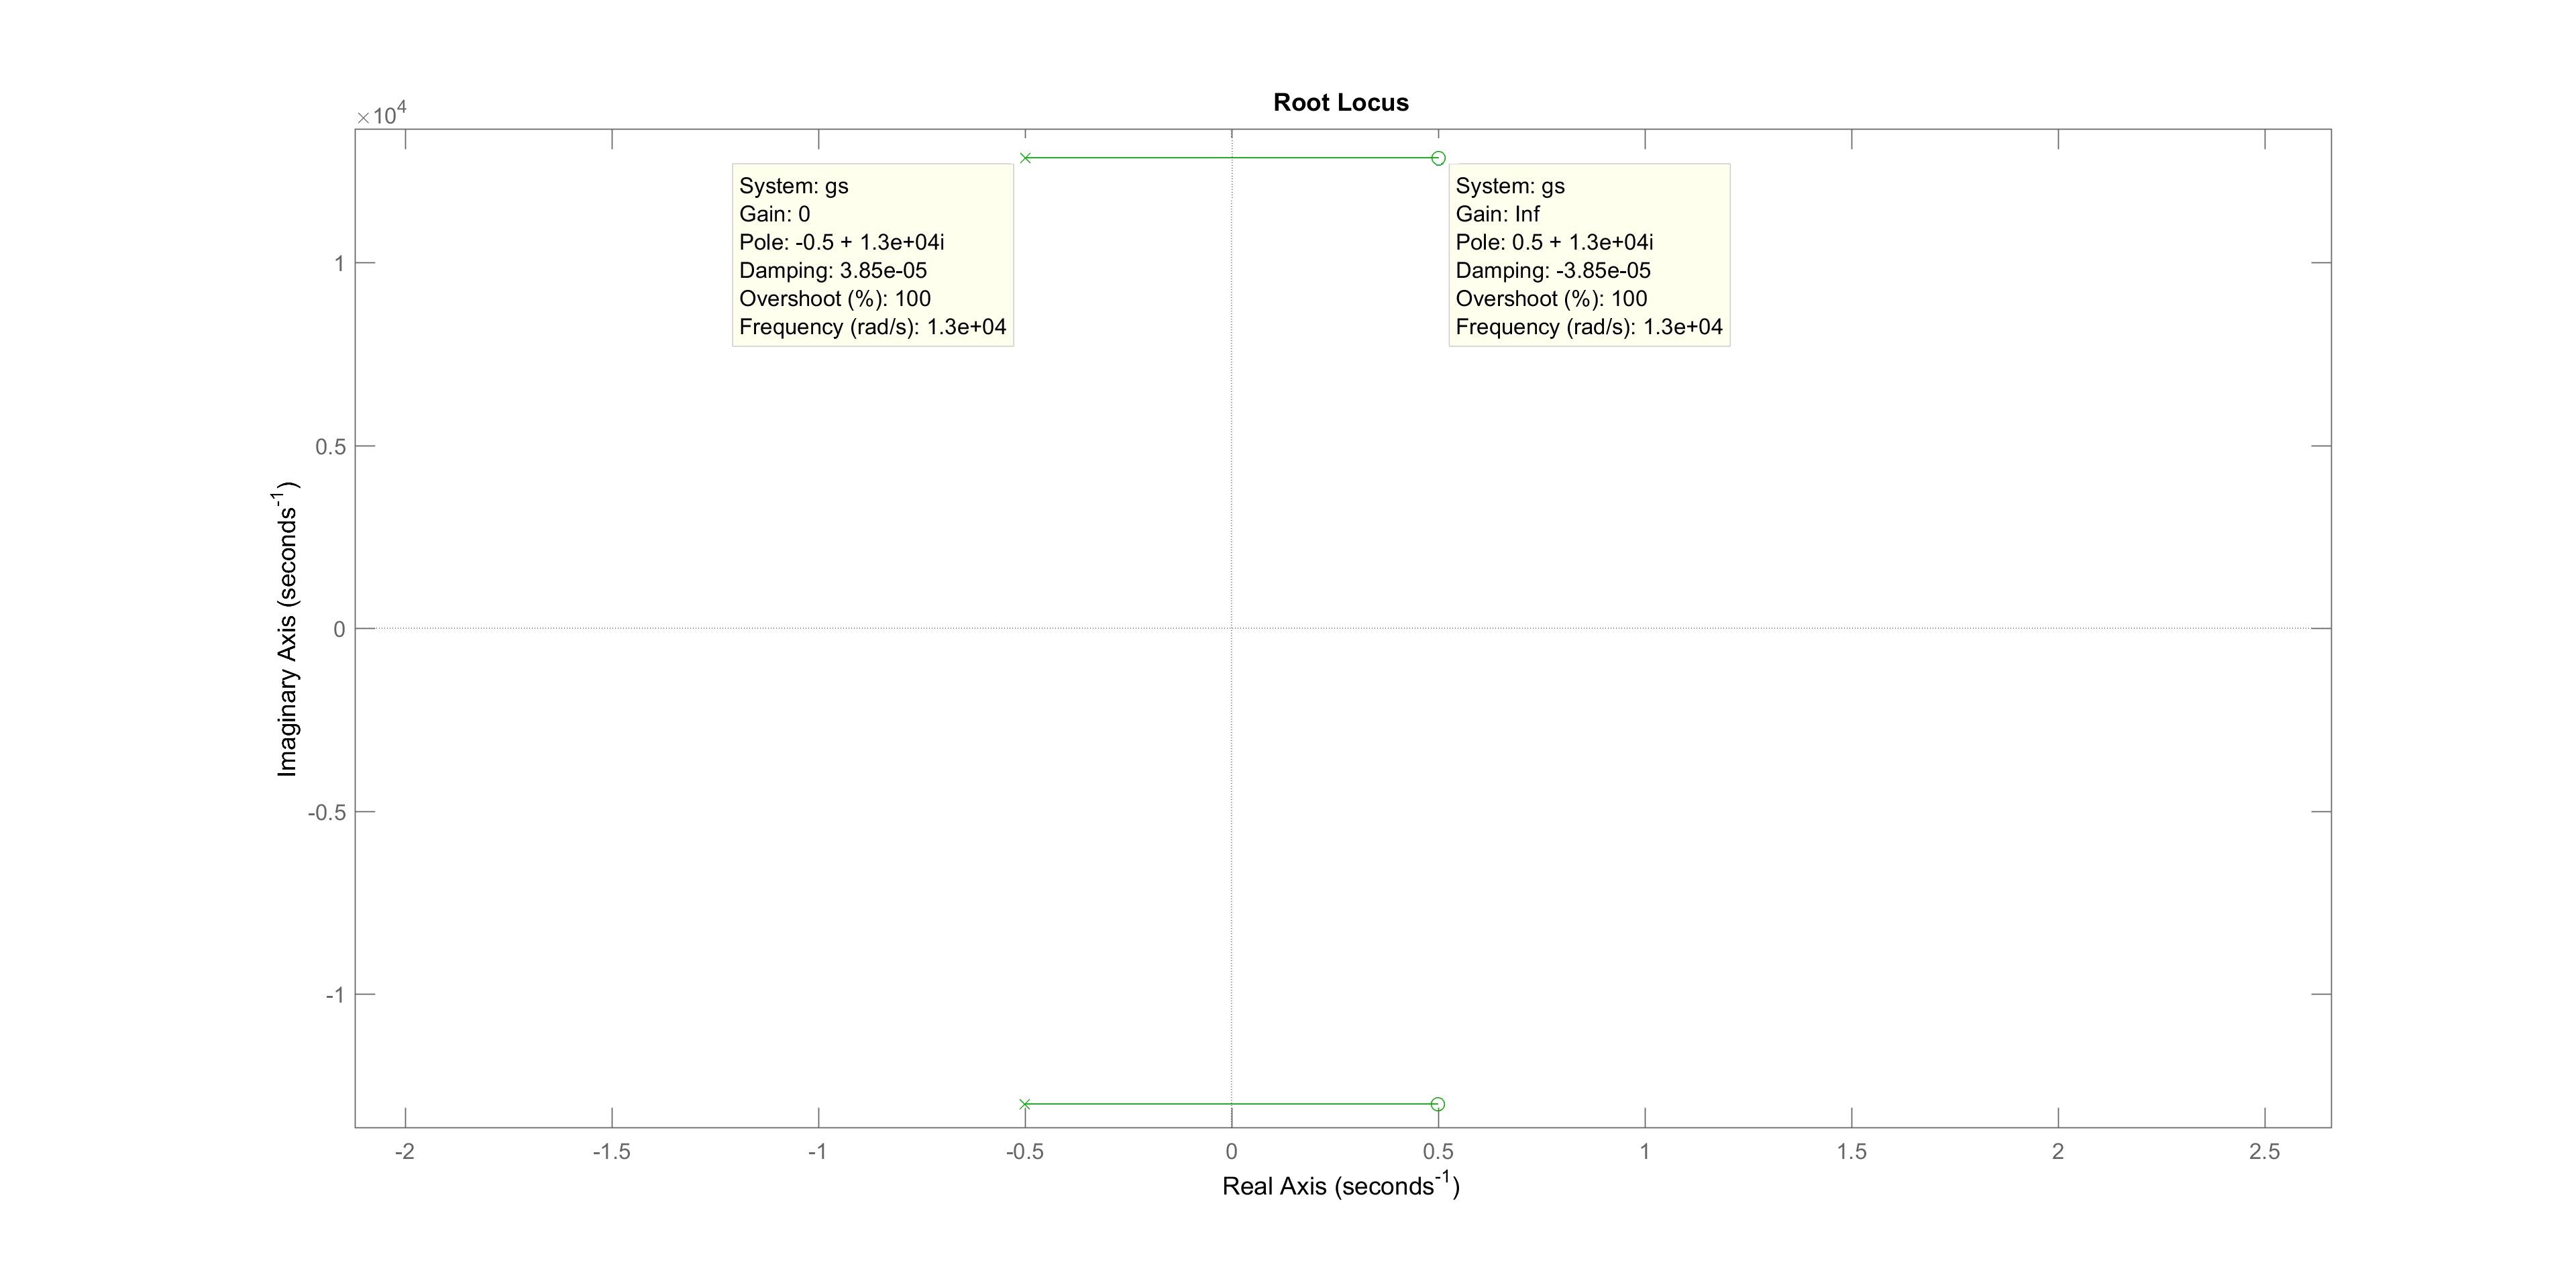 Root Locus
×10⁴
System: gs
Gain: 0
Pole: -0.5 + 1.3e+04i
Damping: 3.85e-05
Overshoot (%): 100
Frequency (rad/s): 1.3e+04
System: gs
Gain: Inf
Pole: 0.5 + 1.3e+04i
Damping: -3.85e-05
Overshoot (%): 100
Frequency (rad/s): 1.3e+04
1
0.5
0
-0.5
-1
Imaginary Axis (seconds⁻¹)
-2 -1.5 -1 -0.5 0 0.5 1 1.5 2 2.5
Real Axis (seconds⁻¹)